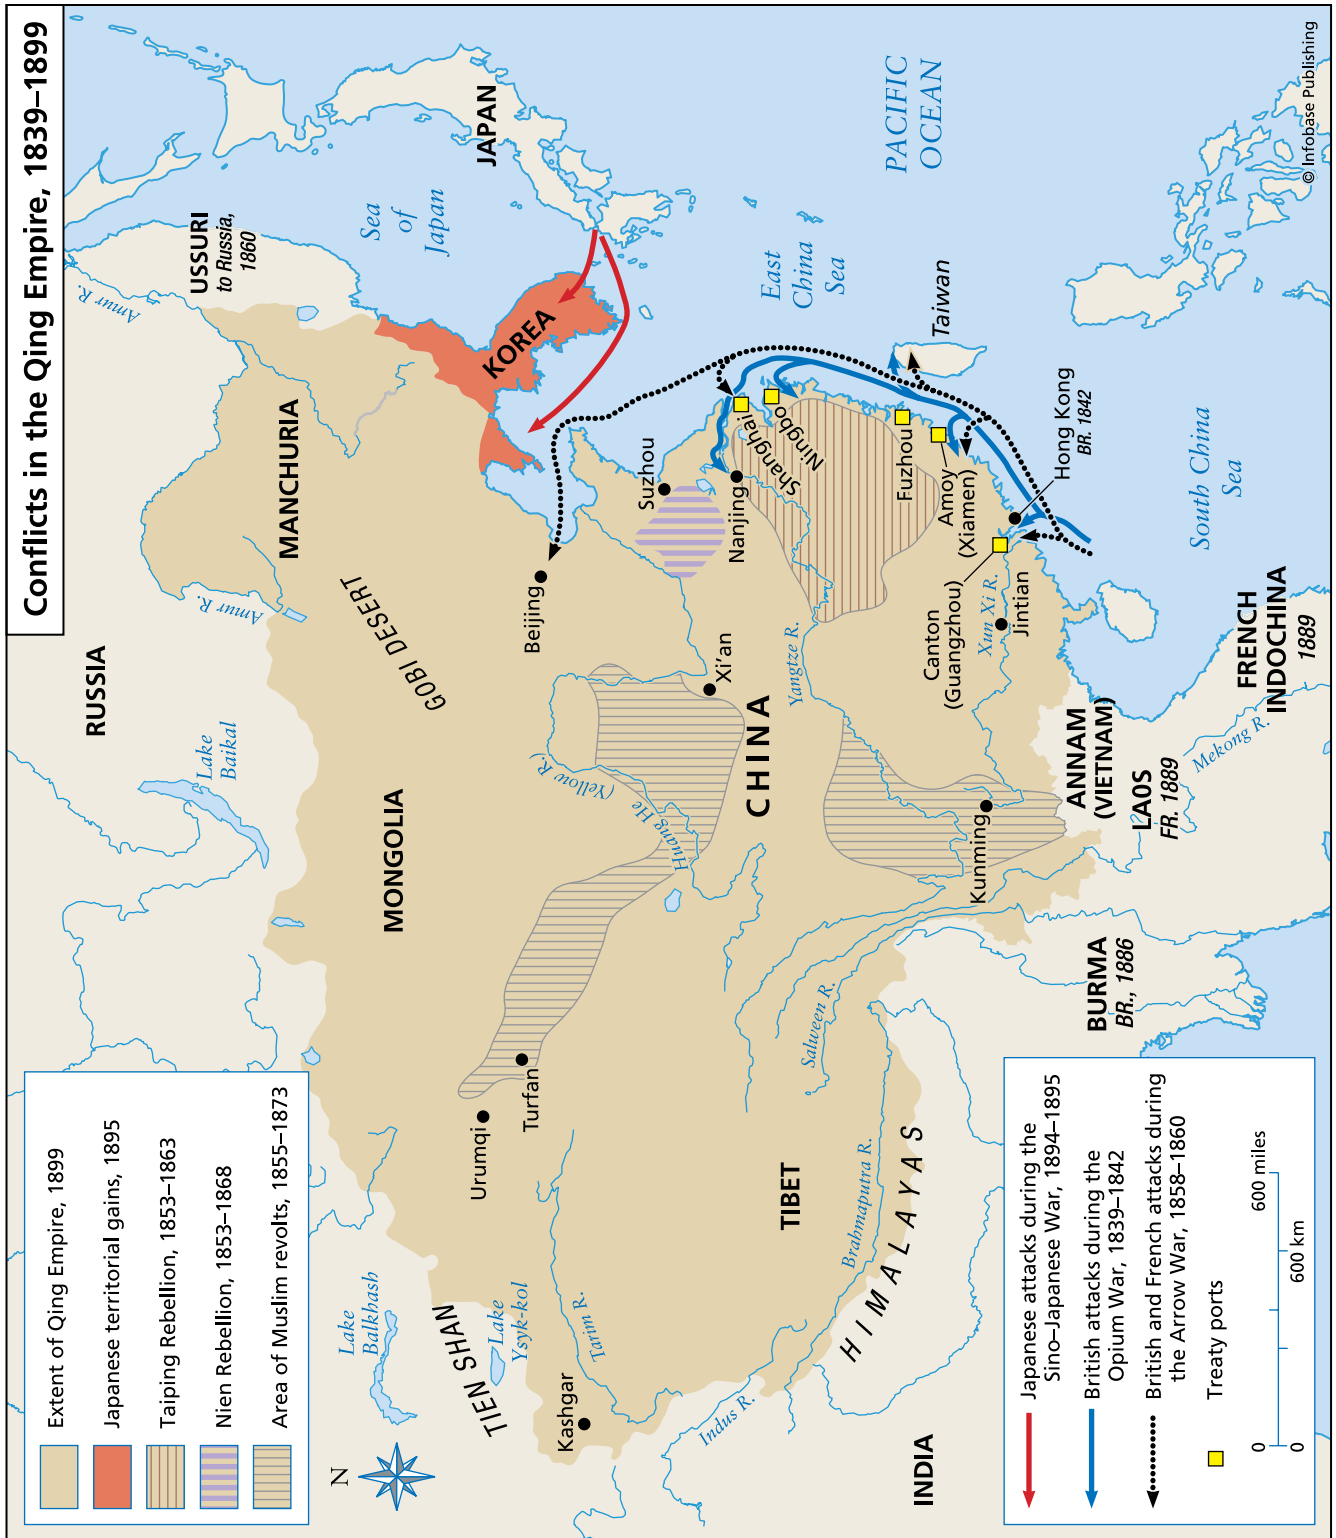 Conflicts in the Qing Empire, 1839–1899
Extent of Qing Empire, 1899
Japanese territorial gains, 1895
Taiping Rebellion, 1853–1863
Nien Rebellion, 1853–1868
Area of Muslim revolts, 1855–1873
N
RUSSIA
Lake
Baikal
Amur R.
Amur R.
USSURI
to Russia,
1860
MANCHURIA
GOBI DESERT
MONGOLIA
Lake
Balkhash
TIEN SHAN
Lake
Ysyk-kol
Tarim R.
Kashgar
Urumqi
Turfan
Sea
of
Japan
JAPAN
KOREA
Beijing
Suzhou
Nanjing
Shanghai
Ningbo
Xi'an
Huang He
(Yellow R.)
CHINA
Yangtze R.
East
China
Sea
PACIFIC
OCEAN
Taiwan
Fuzhou
Amoy
(Xiamen)
Hong Kong
BR. 1842
Canton
(Guangzhou)
Xun Xi R.
Jintian
Kunming
South China
Sea
TIBET
Salween R.
Brahmaputra R.
HIMALAYAS
Indus R.
INDIA
BURMA
BR., 1886
ANNAM
(VIETNAM)
LAOS
FR. 1889
Mekong R.
FRENCH
INDOCHINA
1889
Japanese attacks during the
Sino–Japanese War, 1894–1895
British attacks during the
Opium War, 1839–1842
British and French attacks during
the Arrow War, 1858–1860
Treaty ports
0 600 miles
0 600 km
© Infobase Publishing